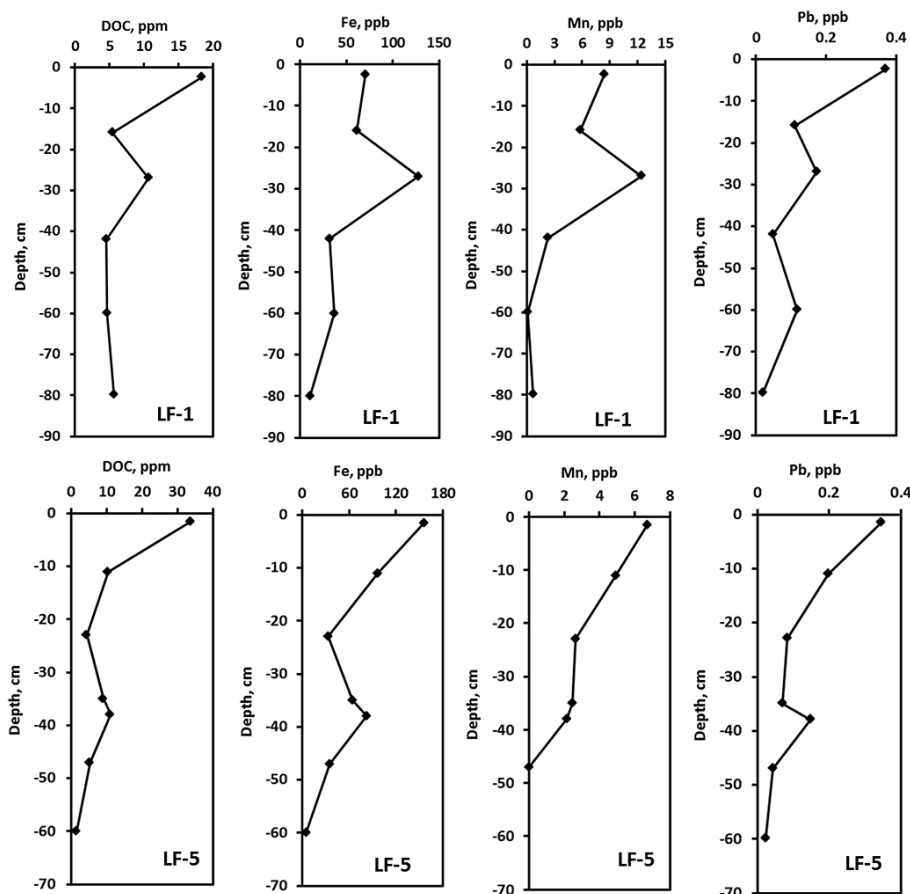 DOC, ppm
0 5 10 15 20
0
-10
-20
-30
-40
-50
-60
-70
-80
-90
Depth, cm
LF-1
Fe, ppb
0 50 100 150
0
-10
-20
-30
-40
-50
-60
-70
-80
-90
Depth, cm
LF-1
Mn, ppb
0 3 6 9 12 15
0
-10
-20
-30
-40
-50
-60
-70
-80
-90
Depth, cm
LF-1
Pb, ppb
0 0.2 0.4
0
-10
-20
-30
-40
-50
-60
-70
-80
-90
Depth, cm
LF-1
DOC, ppm
0 10 20 30 40
0
-10
-20
-30
-40
-50
-60
-70
Depth, cm
LF-5
Fe, ppb
0 60 120 180
0
-10
-20
-30
-40
-50
-60
-70
Depth, cm
LF-5
Mn, ppb
0 2 4 6 8
0
-10
-20
-30
-40
-50
-60
-70
Depth, cm
LF-5
Pb, ppb
0 0.2 0.4
0
-10
-20
-30
-40
-50
-60
-70
Depth, cm
LF-5